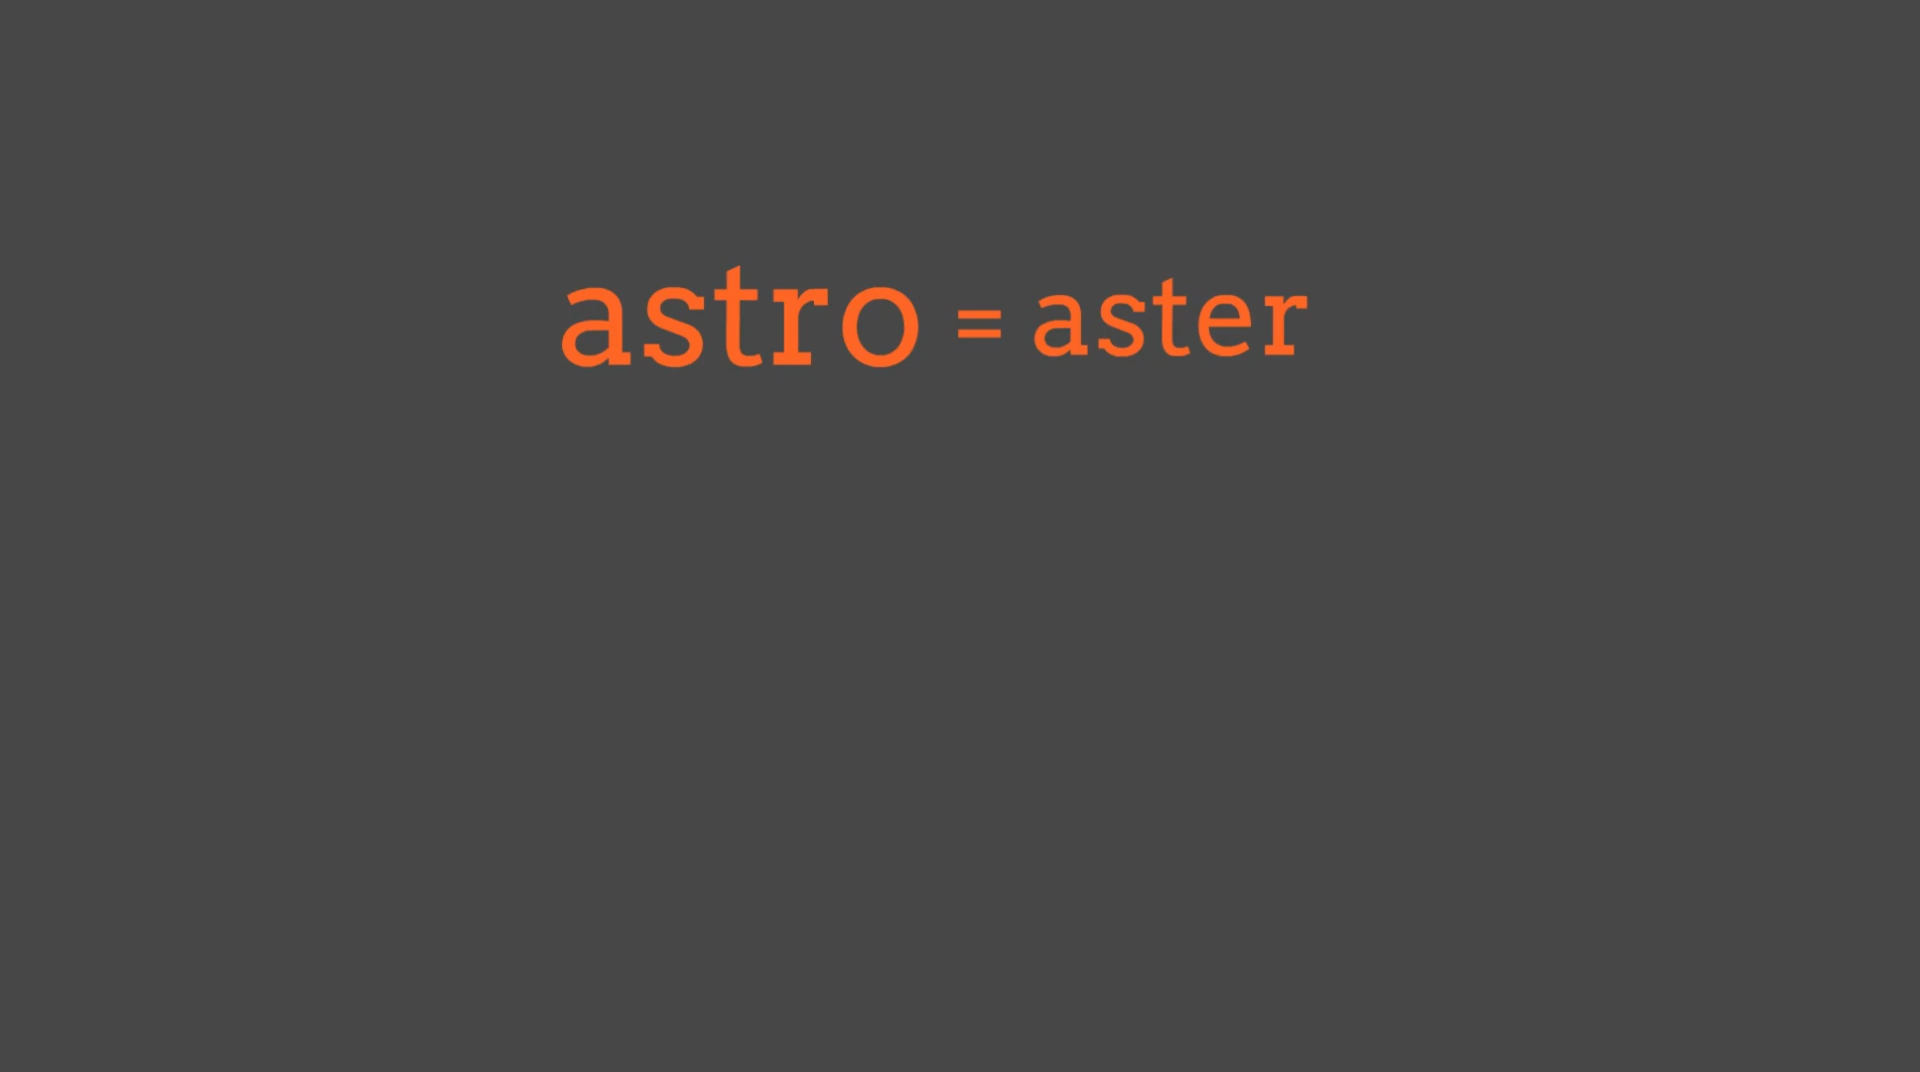 astro = aster